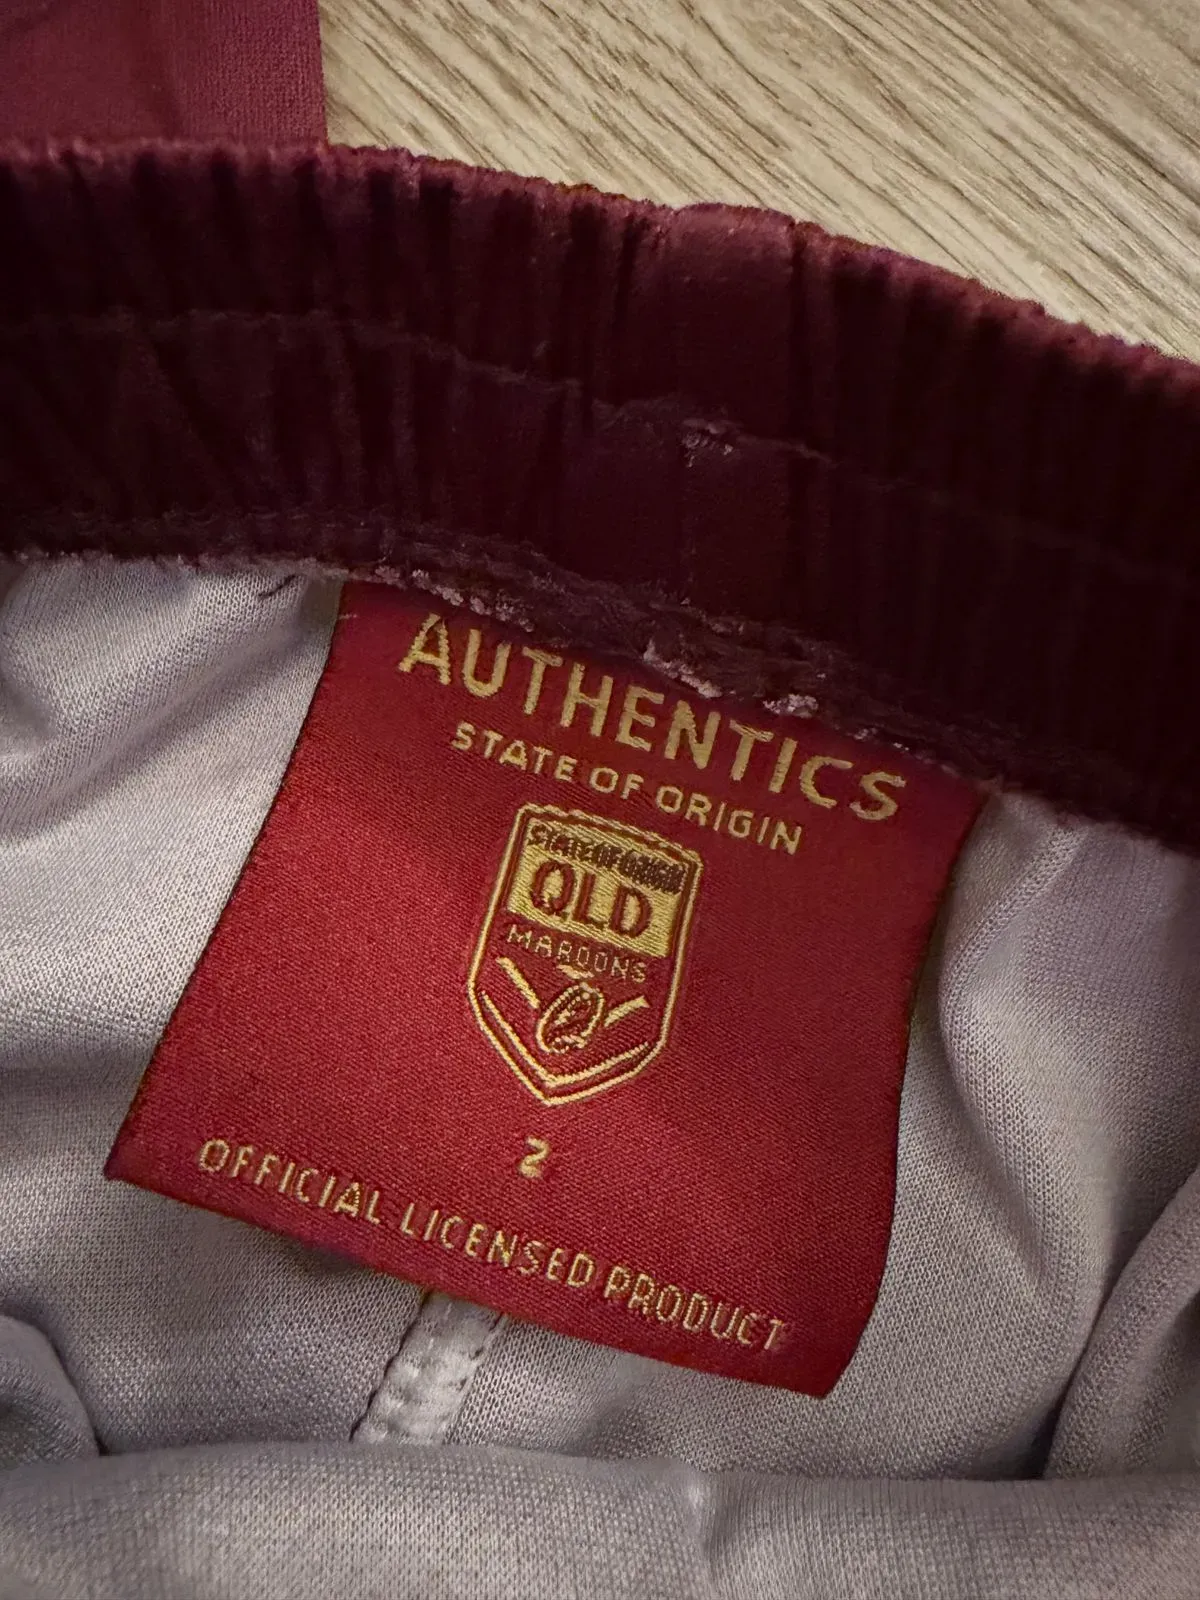 AUTHENTICS
STATE OF ORIGIN
STATE OF ORIGIN
QLD
MAROONS
2
OFFICIAL LICENSED PRODUCT